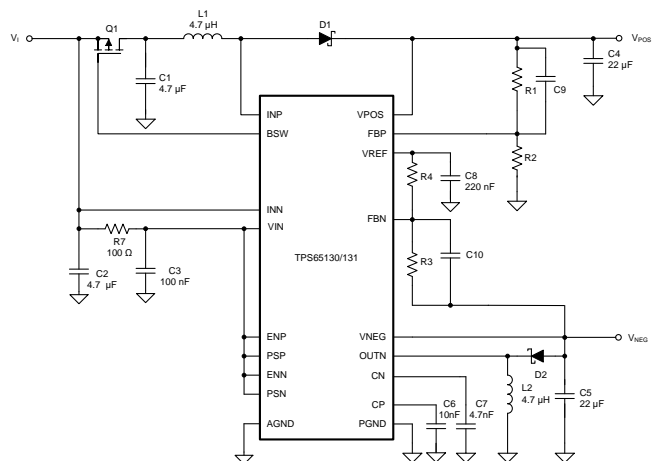 Q1
L1
4.7 µH
D1
VI
VPOS
C1
4.7 µF
C4
22 µF
R1
C9
INP
VPOS
BSW
FBP
VREF
R2
R4
C8
220 nF
INN
FBN
VIN
R7
100 Ω
TPS65130/131
R3
C10
C2
4.7 µF
C3
100 nF
ENP
VNEG
VNEG
PSP
OUTN
D2
ENN
CN
L2
4.7 µH
PSN
C5
22 µF
CP
C6
10nF
C7
4.7nF
AGND
PGND